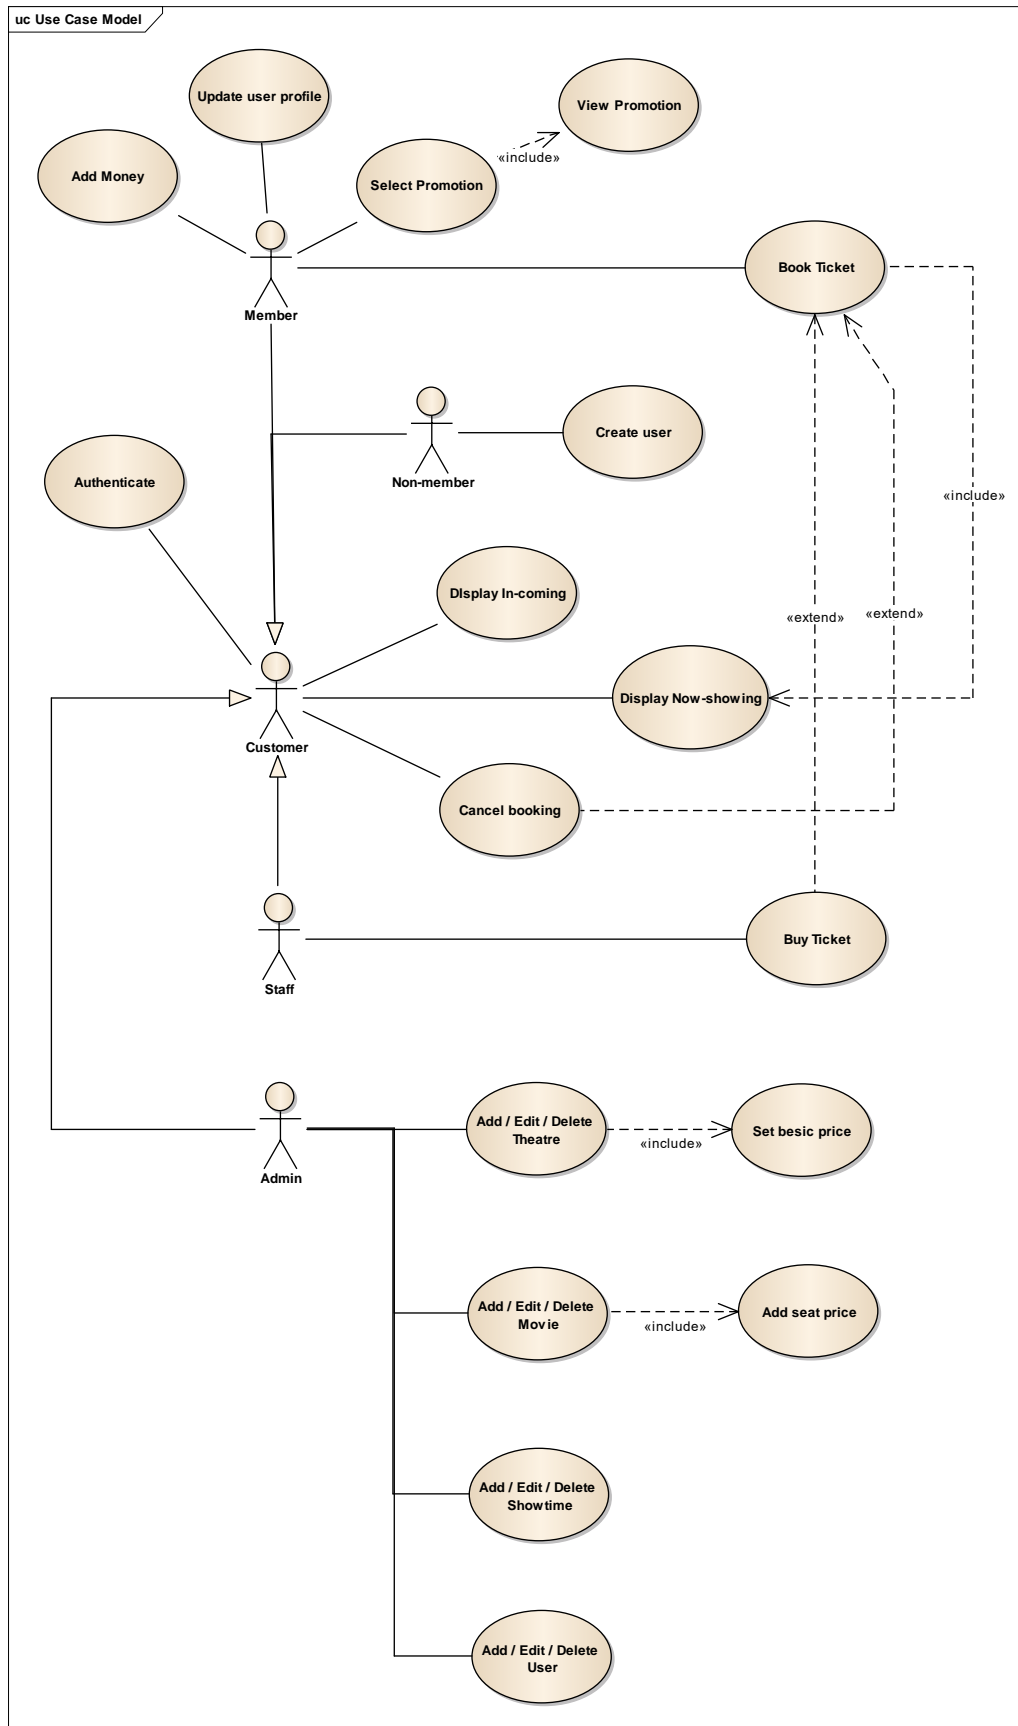 uc Use Case Model
Update user profile
View Promotion
«include»
Add Money
Select Promotion
Book Ticket
Member
Create user
Non-member
Authenticate
«include»
DIsplay In-coming
«extend»
«extend»
Display Now-showing
Customer
Cancel booking
Buy Ticket
Staff
Add / Edit / Delete
Theatre
«include»
Set besic price
Admin
Add / Edit / Delete
Movie
«include»
Add seat price
Add / Edit / Delete
Showtime
Add / Edit / Delete
User